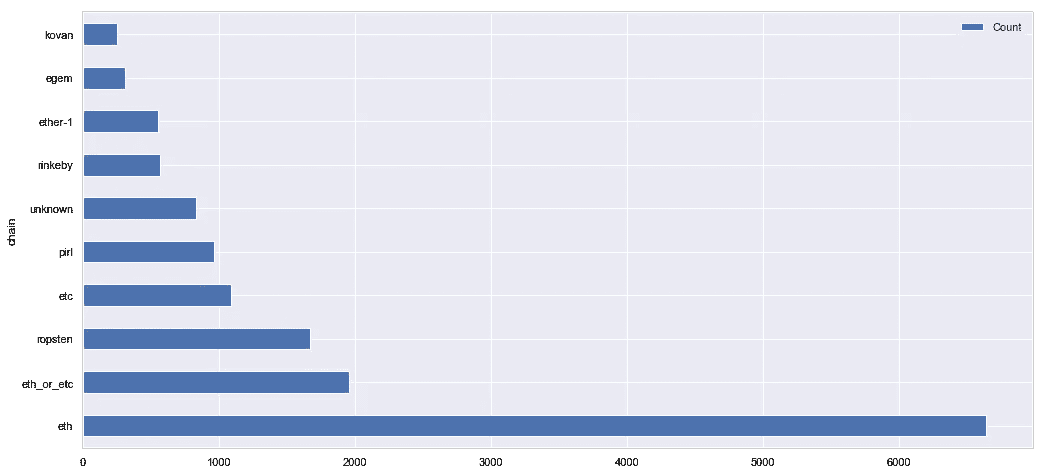 Count
kovan
egem
ether-1
rinkeby
unknown
pirl
etc
ropsten
eth_or_etc
eth
chain
0 1000 2000 3000 4000 5000 6000